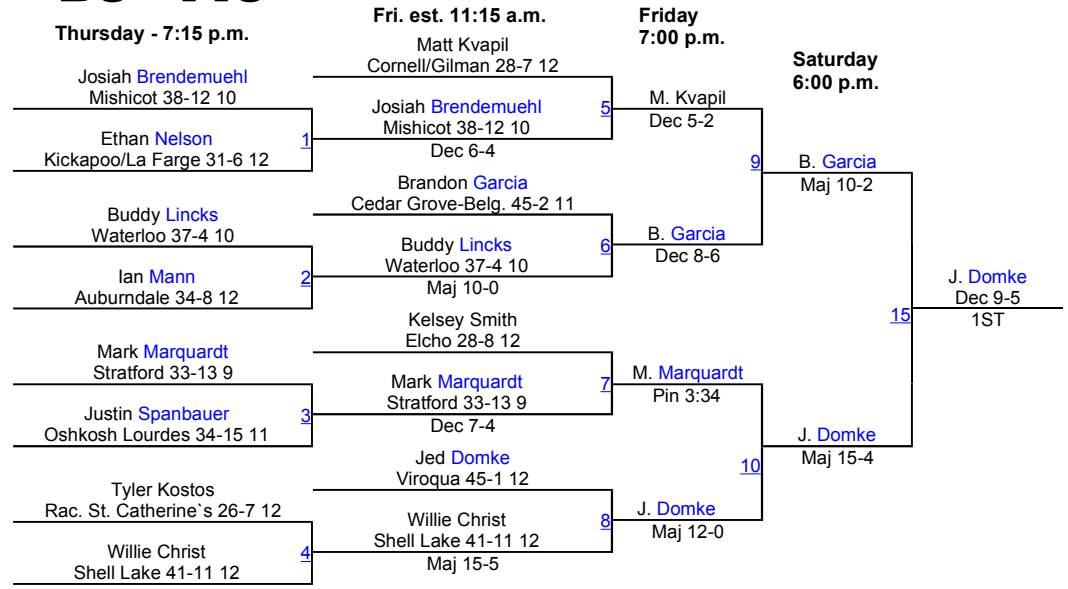 Thursday - 7:15 p.m.
Josiah Brendemuehl
Mishicot 38-12 10
Ethan Nelson
Kickapoo/La Farge 31-6 12
1
Buddy Lincks
Waterloo 37-4 10
Ian Mann
Auburndale 34-8 12
2
Mark Marquardt
Stratford 33-13 9
Justin Spanbauer
Oshkosh Lourdes 34-15 11
3
Tyler Kostos
Rac. St. Catherine`s 26-7 12
Willie Christ
Shell Lake 41-11 12
4
Fri. est. 11:15 a.m.
Matt Kvapil
Cornell/Gilman 28-7 12
Josiah Brendemuehl
Mishicot 38-12 10
Dec 6-4
5
Brandon Garcia
Cedar Grove-Belg. 45-2 11
Buddy Lincks
Waterloo 37-4 10
Maj 10-0
6
Kelsey Smith
Elcho 28-8 12
Mark Marquardt
Stratford 33-13 9
Dec 7-4
7
Jed Domke
Viroqua 45-1 12
Willie Christ
Shell Lake 41-11 12
Maj 15-5
8
Friday
7:00 p.m.
M. Kvapil
Dec 5-2
B. Garcia
Dec 8-6
9
M. Marquardt
Pin 3:34
J. Domke
Maj 12-0
10
Saturday
6:00 p.m.
B. Garcia
Maj 10-2
J. Domke
Maj 15-4
15
J. Domke
Dec 9-5
1ST